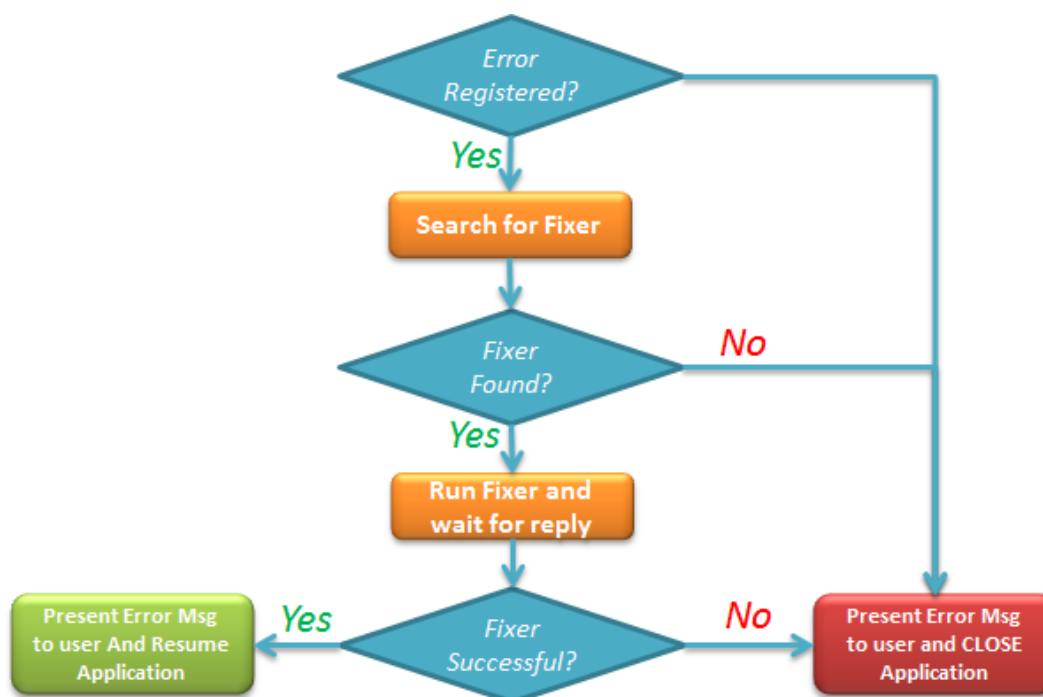 Error
Registered?
Yes
Search for Fixer
Fixer
Found?
No
Yes
Run Fixer and
wait for reply
Present Error Msg
to user And Resume
Application
Yes
Fixer
Successful?
No
Present Error Msg
to user and CLOSE
Application